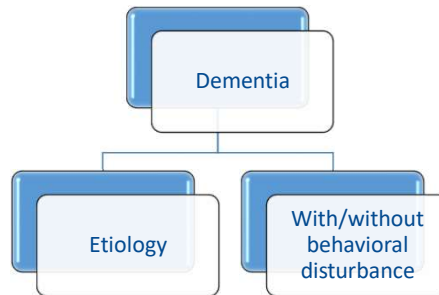 Dementia
Etiology
With/without
behavioral
disturbance